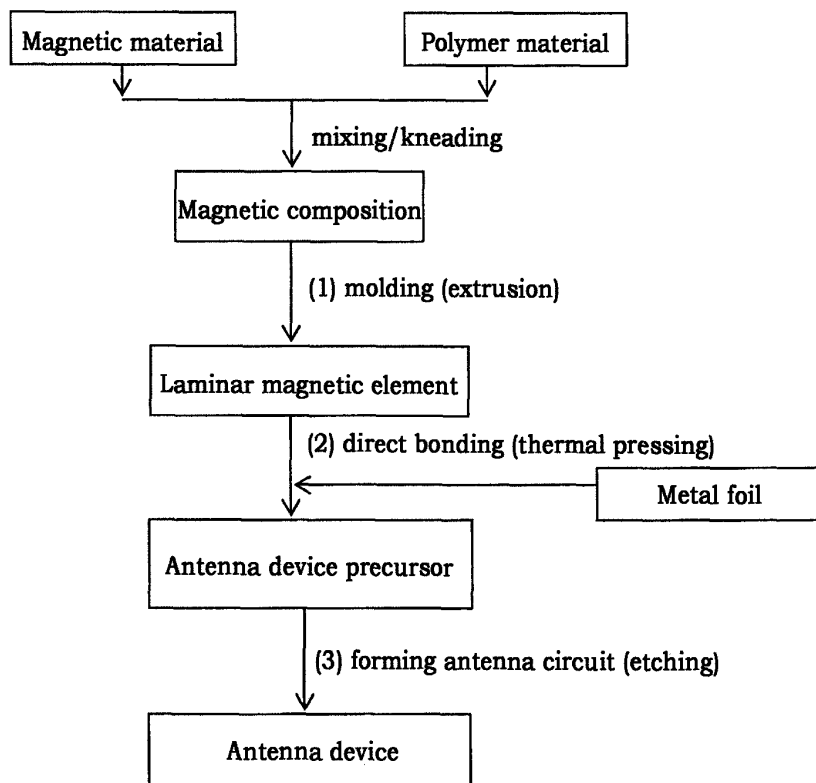 Magnetic material
Polymer material
mixing/kneading
Magnetic composition
(1) molding (extrusion)
Laminar magnetic element
(2) direct bonding (thermal pressing)
Metal foil
Antenna device precursor
(3) forming antenna circuit (etching)
Antenna device